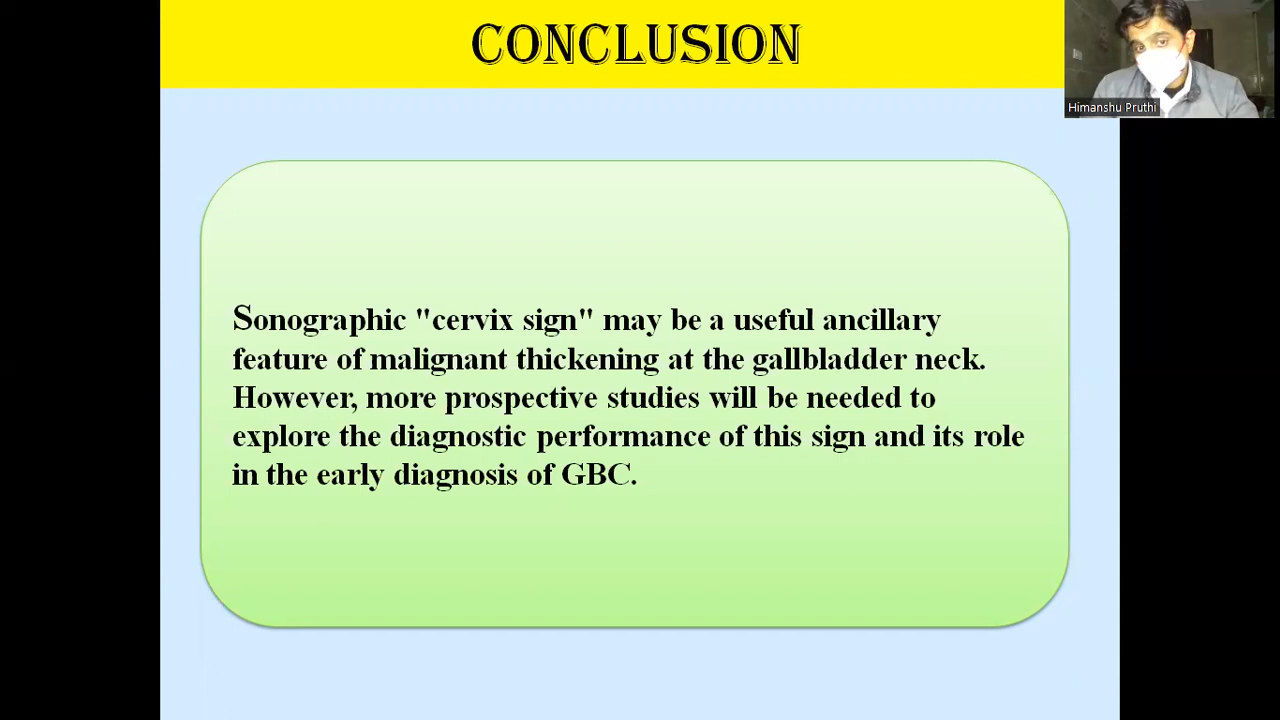 CONCLUSION
Himanshu Pruthi
Sonographic "cervix sign" may be a useful ancillary
feature of malignant thickening at the gallbladder neck.
However, more prospective studies will be needed to
explore the diagnostic performance of this sign and its role
in the early diagnosis of GBC.